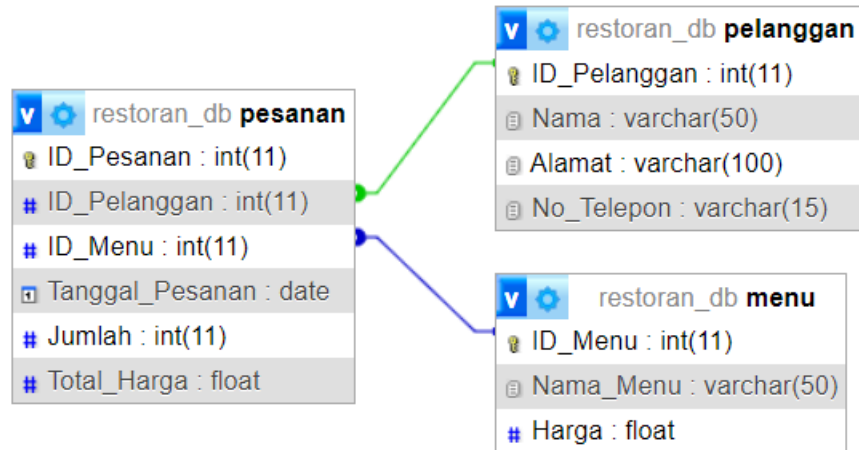 restoran_db pesanan
ID_Pesanan : int(11)
ID_Pelanggan : int(11)
ID_Menu : int(11)
Tanggal_Pesanan : date
Jumlah : int(11)
Total_Harga : float
v restoran_db pelanggan
ID_Pelanggan : int(11)
Nama : varchar(50)
Alamat : varchar(100)
No_Telepon : varchar(15)
v restoran_db menu
ID_Menu : int(11)
Nama_Menu : varchar(50)
# Harga : float